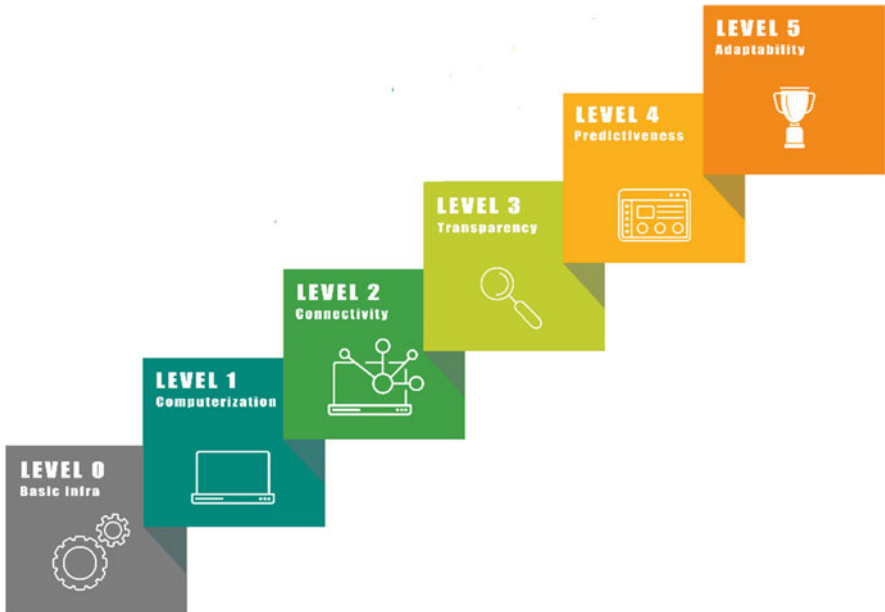 LEVEL 5
Adaptability
LEVEL 4
Predictiveness
LEVEL 3
Transparency
LEVEL 2
Connectivity
LEVEL 1
Computerization
LEVEL 0
Basic Infra